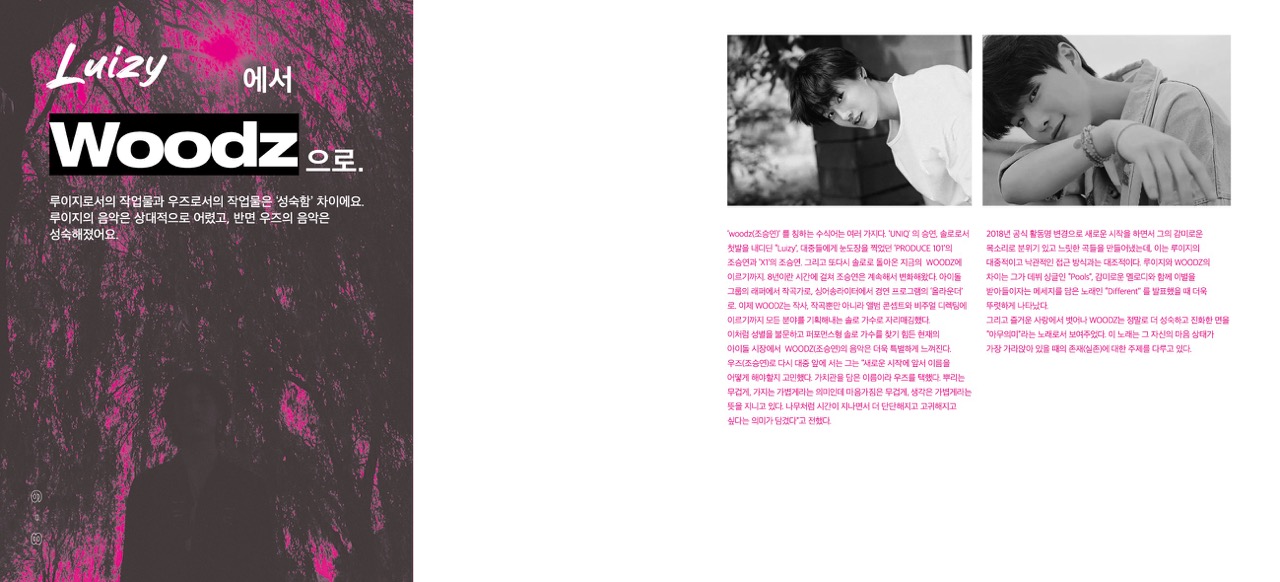 Luizy 에서
Woodz 으로.
루이지로서의 작업물과 우즈로서의 작업물은 '성숙함' 차이에요.
루이지의 음악은 상대적으로 어렸고, 반면 우즈의 음악은
성숙해졌어요.
'woodz(조승연)' 를 칭하는 수식어는 여러 가지다. 'UNIQ' 의 승연, 솔로로서
첫발을 내디딘 "Luizy', 대중들에게 눈도장을 찍었던 'PRODUCE 101'의
조승연과 'X1'의 조승연. 그리고 또다시 솔로로 돌아온 지금의 WOODZ에
이르기까지. 8년이란 시간에 걸쳐 조승연은 계속해서 변화해왔다. 아이돌
그룹의 래퍼에서 작곡가로, 싱어송라이터에서 경연 프로그램의 '올라운더'
로, 이제 WOODZ는 작사, 작곡뿐만 아니라 앨범 콘셉트와 비주얼 디렉팅에
이르기까지 모든 분야를 기획해내는 솔로 가수로 자리매김했다.
이처럼 성별을 불문하고 퍼포먼스형 솔로 가수를 찾기 힘든 현재의
아이돌 시장에서 WOODZ(조승연)의 음악은 더욱 특별하게 느껴진다.
우즈(조승연)로 다시 대중 앞에 서는 그는 "새로운 시작에 앞서 이름을
어떻게 해야할지 고민했다. 가치관을 담은 이름이라 우즈를 택했다. 뿌리는
무겁게, 가지는 가볍게라는 의미인데 마음가짐은 무겁게, 생각은 가볍게라는
뜻을 지니고 있다. 나무처럼 시간이 지나면서 더 단단해지고 고귀해지고
싶다는 의미가 담겼다"고 전했다.
2018년 공식 활동명 변경으로 새로운 시작을 하면서 그의 감미로운
목소리로 분위기 있고 느릿한 곡들을 만들어냈는데, 이는 루이지의
대중적이고 낙관적인 접근 방식과는 대조적이다. 루이지와 WOODZ의
차이는 그가 데뷔 싱글인 "Pools", 감미로운 멜로디와 함께 이별을
받아들이자는 메세지를 담은 노래인 "Different" 를 발표했을 때 더욱
뚜렷하게 나타났다.
그리고 즐거운 사랑에서 벗어나 WOODZ는 정말로 더 성숙하고 진화한 면을
"아무의미"라는 노래로서 보여주었다. 이 노래는 그 자신의 마음 상태가
가장 가라앉아 있을 때의 존재(실존)에 대한 주제를 다루고 있다.